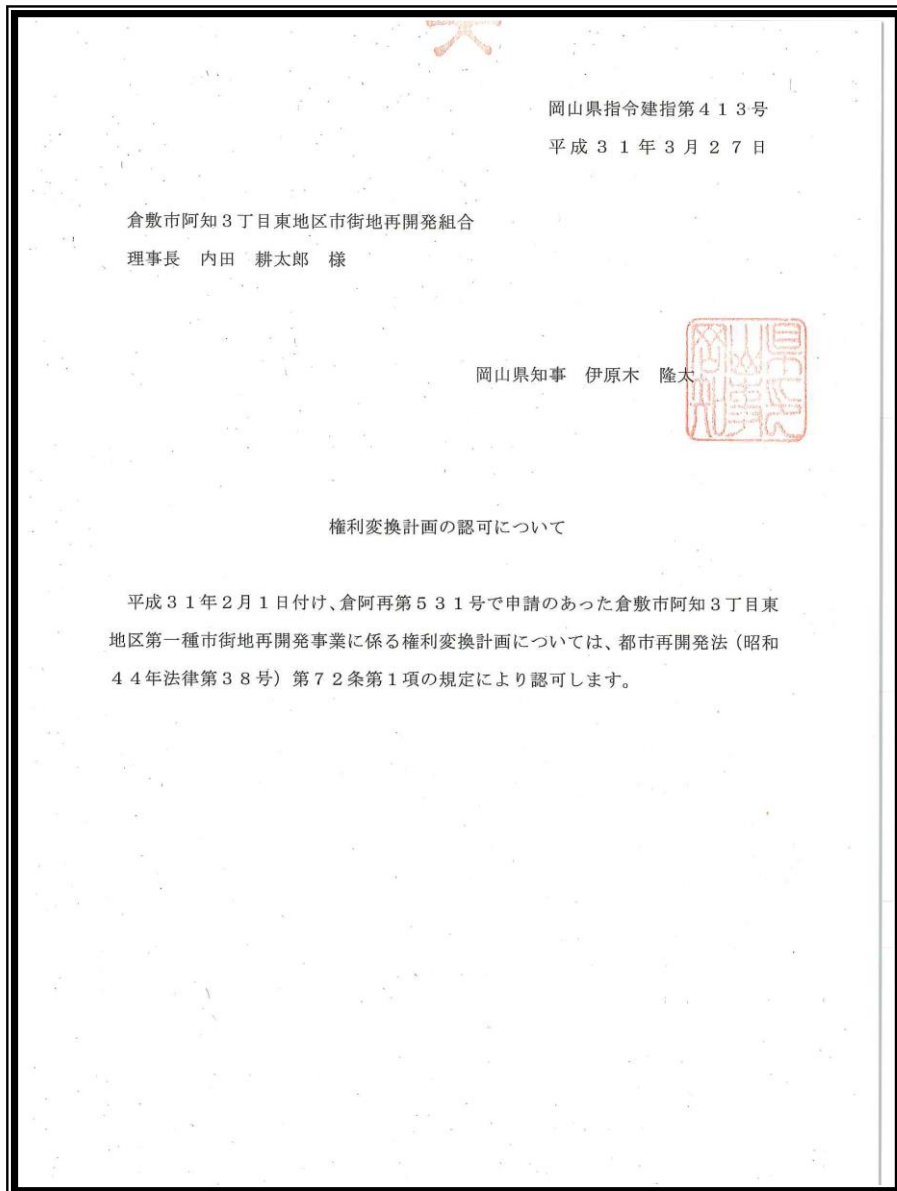 岡山県指令建指第４１３号
平成３１年３月２７日
倉敷市阿知３丁目東地区市街地再開発組合
理事長　内田　耕太郎　様
岡山県知事　伊原木　隆太
権利変換計画の認可について
平成３１年２月１日付け、倉阿再第５３１号で申請のあった倉敷市阿知３丁目東
地区第一種市街地再開発事業に係る権利変換計画については、都市再開発法（昭和
４４年法律第３８号）第７２条第１項の規定により認可します。